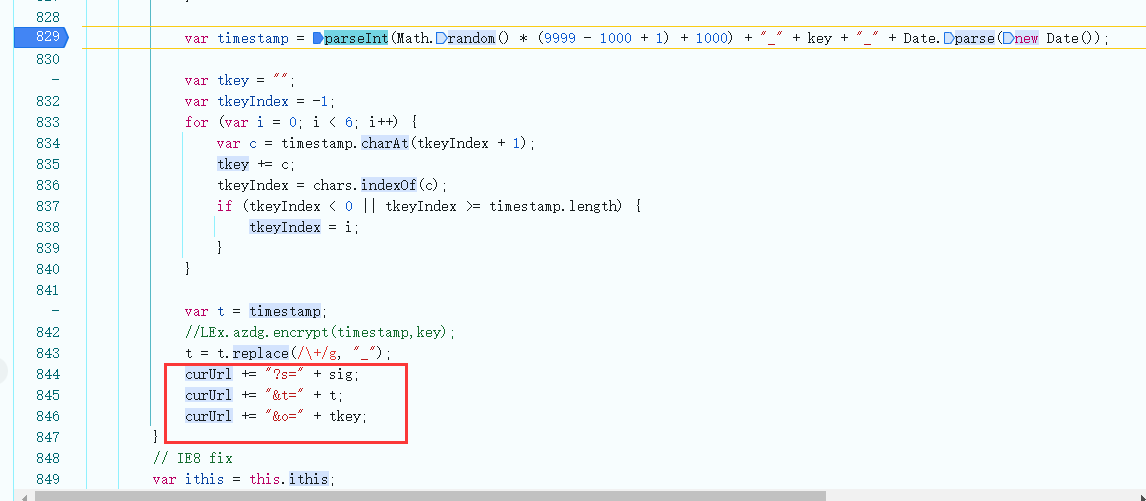 828
829 var timestamp = parseInt(Math.random() * (9999 - 1000 + 1) + 1000) + "_" + key + "_" + Date.parse(new Date());
830
- var tkey = "";
832 var tkeyIndex = -1;
833 for (var i = 0; i < 6; i++) {
834 var c = timestamp.charAt(tkeyIndex + 1);
835 tkey += c;
836 tkeyIndex = chars.indexOf(c);
837 if (tkeyIndex < 0 || tkeyIndex >= timestamp.length) {
838 tkeyIndex = i;
839 }
840 }
841
- var t = timestamp;
842 //LEx.azdg.encrypt(timestamp,key);
843 t = t.replace(/\+/g, "_");
844 curUrl += "?s=" + sig;
845 curUrl += "&t=" + t;
846 curUrl += "&o=" + tkey;
847 }
848 // IE8 fix
849 var ithis = this.ithis;